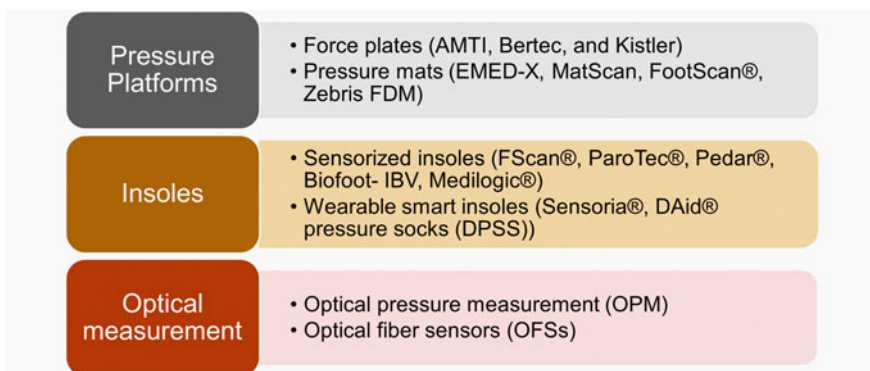 Pressure
Platforms
• Force plates (AMTI, Bertec, and Kistler)
• Pressure mats (EMED-X, MatScan, FootScan®,
Zebris FDM)
Insoles
• Sensorized insoles (FScan®, ParoTec®, Pedar®,
Biofoot- IBV, Medilogic®)
• Wearable smart insoles (Sensoria®, DAid®
pressure socks (DPSS))
Optical
measurement
• Optical pressure measurement (OPM)
• Optical fiber sensors (OFSs)